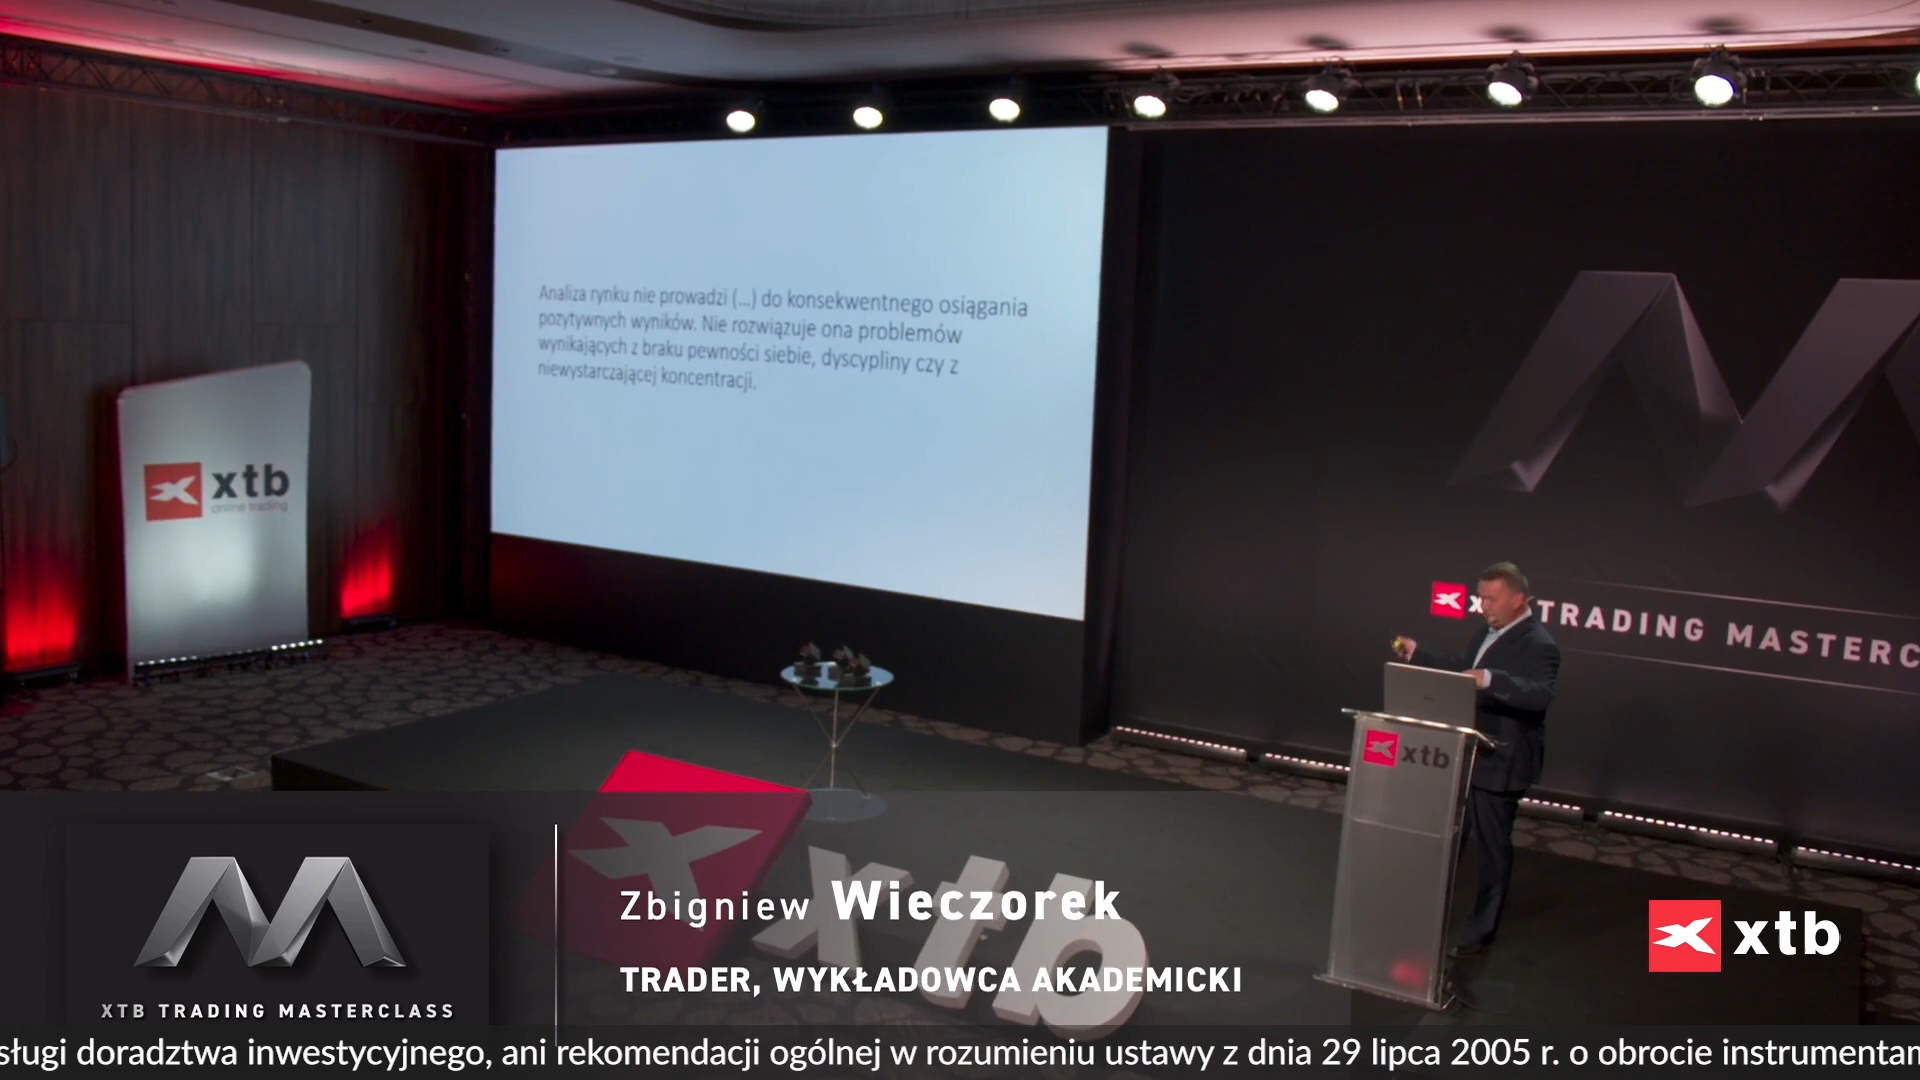 Analiza rynku nie prowadzi (...) do konsekwentnego osiągania
pozytywnych wyników. Nie rozwiązuje ona problemów
wynikających z braku pewności siebie, dyscypliny czy z
niewystarczającej koncentracji.
xtb
online trading
TRADING MASTERC
xtb
xtb
Zbigniew Wieczorek
TRADER, WYKŁADOWCA AKADEMICKI
XTB TRADING MASTERCLASS
xtb
sługi doradztwa inwestycyjnego, ani rekomendacji ogólnej w rozumieniu ustawy z dnia 29 lipca 2005 r. o obrocie instrumentam